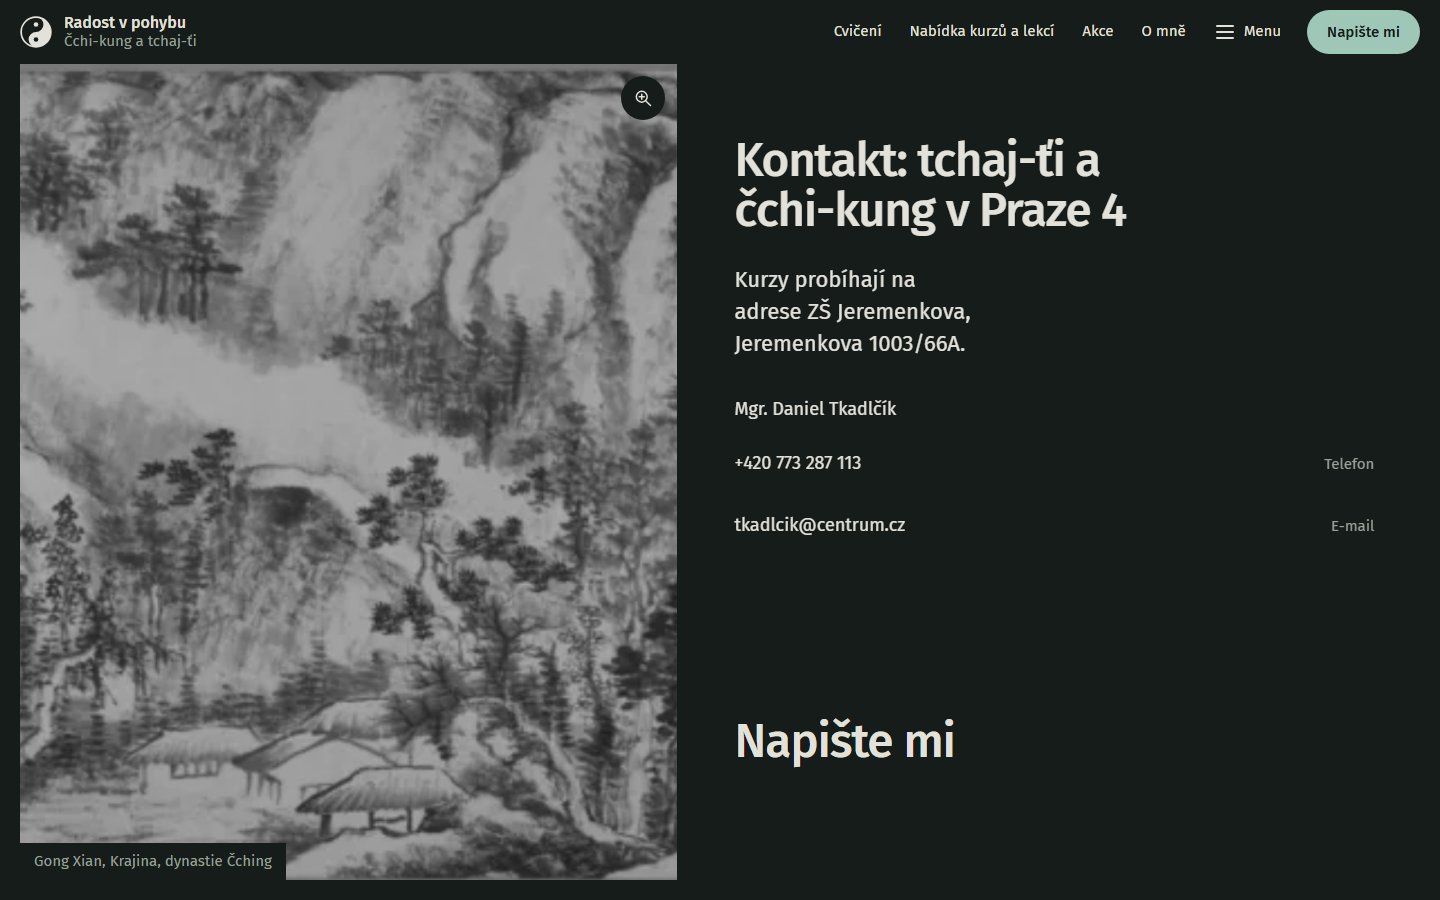 Radost v pohybu
Čchi-kung a tchaj-ťi
Cvičení
Nabídka kurzů a lekcí
Akce
O mně
Menu
Napište mi
Kontakt: tchaj-ťi a
čchi-kung v Praze 4
Kurzy probíhají na
adrese ZŠ Jeremenkova,
Jeremenkova 1003/66A.
Mgr. Daniel Tkadlčík
+420 773 287 113
Telefon
tkadlcik@centrum.cz
E-mail
Napište mi
Gong Xian, Krajina, dynastie Čching